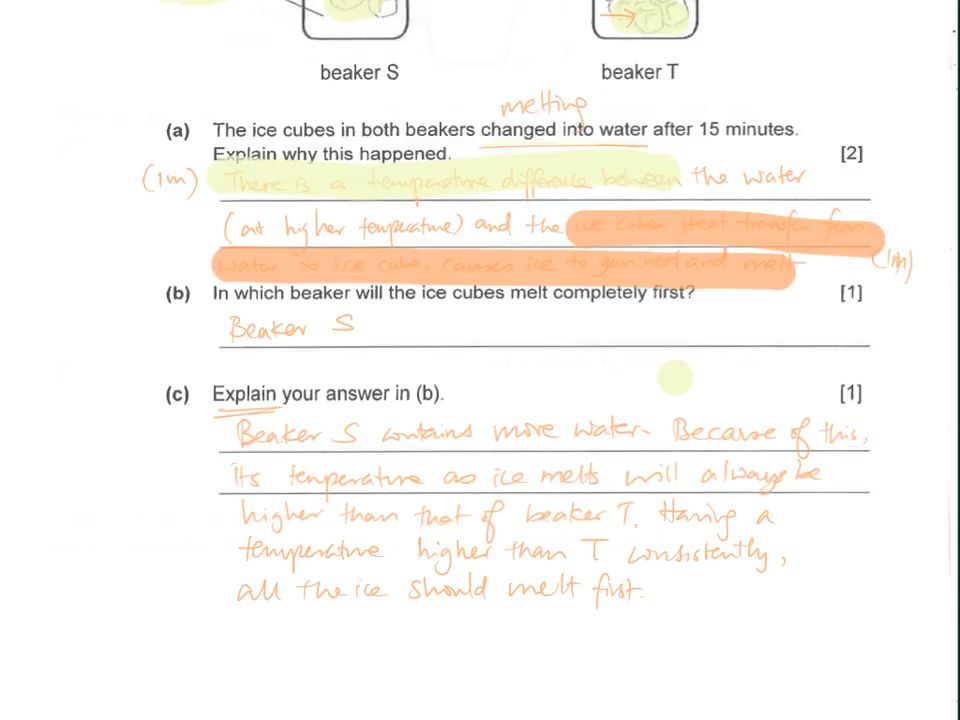 beaker S
beaker T
melting
(a) The ice cubes in both beakers changed into water after 15 minutes.
Explain why this happened. [2]
(1m) There is a temperature difference between the water
(at higher temperature) and the ice cubes Heat transfer from
water to ice cube, causes ice to gain heat and melt (1m)
(b) In which beaker will the ice cubes melt completely first? [1]
Beaker S
(c) Explain your answer in (b). [1]
Beaker S contains more water. Because of this,
its temperature as ice melts will always be
higher than that of beaker T. Having a
temperature higher than T consistently,
all the ice should melt first.